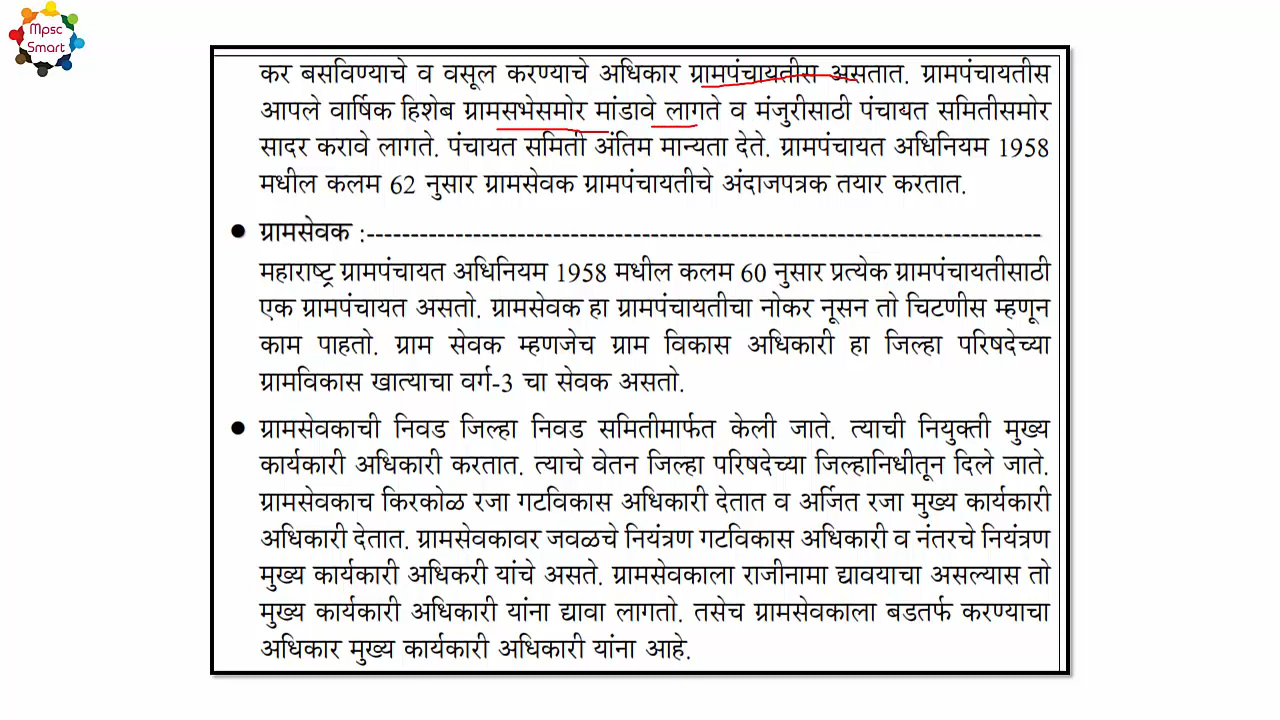 Mpsc
Smart
कर बसविण्याचे व वसूल करण्याचे अधिकार ग्रामपंचायतीस असतात. ग्रामपंचायतीस
आपले वार्षिक हिशेब ग्रामसभेसमोर मांडावे लागते व मंजुरीसाठी पंचायत समितीसमोर
सादर करावे लागते. पंचायत समिती अंतिम मान्यता देते. ग्रामपंचायत अधिनियम 1958
मधील कलम 62 नुसार ग्रामसेवक ग्रामपंचायतीचे अंदाजपत्रक तयार करतात.
● ग्रामसेवक :-----------------------------------------------------------------------------
महाराष्ट्र ग्रामपंचायत अधिनियम 1958 मधील कलम 60 नुसार प्रत्येक ग्रामपंचायतीसाठी
एक ग्रामपंचायत असतो. ग्रामसेवक हा ग्रामपंचायतीचा नोकर नूसन तो चिटणीस म्हणून
काम पाहतो. ग्राम सेवक म्हणजेच ग्राम विकास अधिकारी हा जिल्हा परिषदेच्या
ग्रामविकास खात्याचा वर्ग-3 चा सेवक असतो.
● ग्रामसेवकाची निवड जिल्हा निवड समितीमार्फत केली जाते. त्याची नियुक्ती मुख्य
कार्यकारी अधिकारी करतात. त्याचे वेतन जिल्हा परिषदेच्या जिल्हानिधीतून दिले जाते.
ग्रामसेवकाच किरकोळ रजा गटविकास अधिकारी देतात व अर्जित रजा मुख्य कार्यकारी
अधिकारी देतात. ग्रामसेवकावर जवळचे नियंत्रण गटविकास अधिकारी व नंतरचे नियंत्रण
मुख्य कार्यकारी अधिकरी यांचे असते. ग्रामसेवकाला राजीनामा द्यावयाचा असल्यास तो
मुख्य कार्यकारी अधिकारी यांना द्यावा लागतो. तसेच ग्रामसेवकाला बडतर्फ करण्याचा
अधिकार मुख्य कार्यकारी अधिकारी यांना आहे.